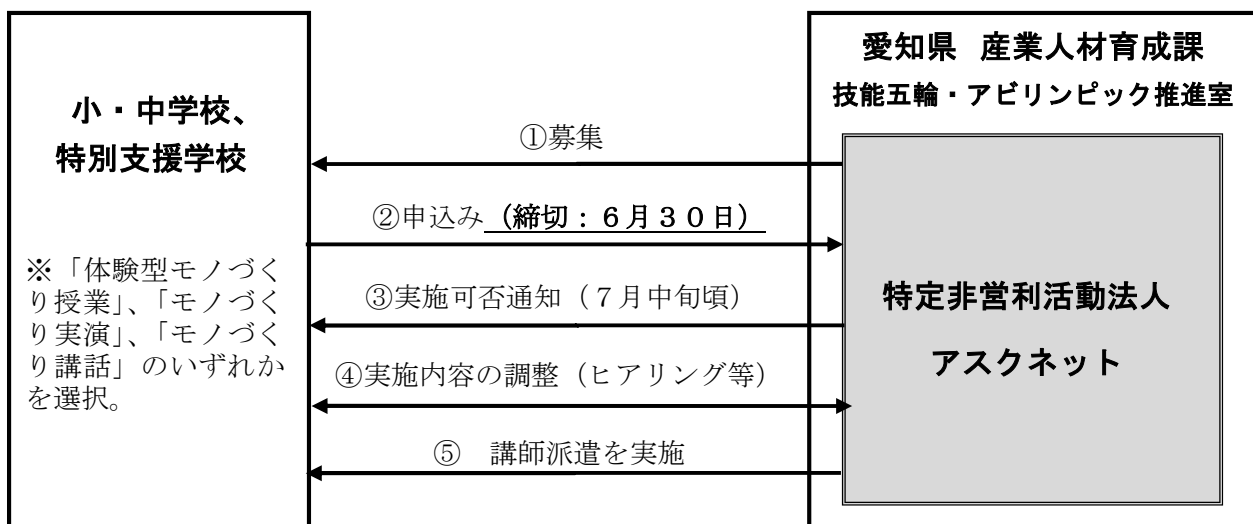 小・中学校、
特別支援学校
※「体験型モノづく
り授業」、「モノづく
り実演」、「モノづく
り講話」のいずれか
を選択。
①募集
②申込み（締切：６月３０日）
③実施可否通知（７月中旬頃）
④実施内容の調整（ヒアリング等）
⑤　講師派遣を実施
愛知県　産業人材育成課
技能五輪・アビリンピック推進室
特定非営利活動法人
アスクネット